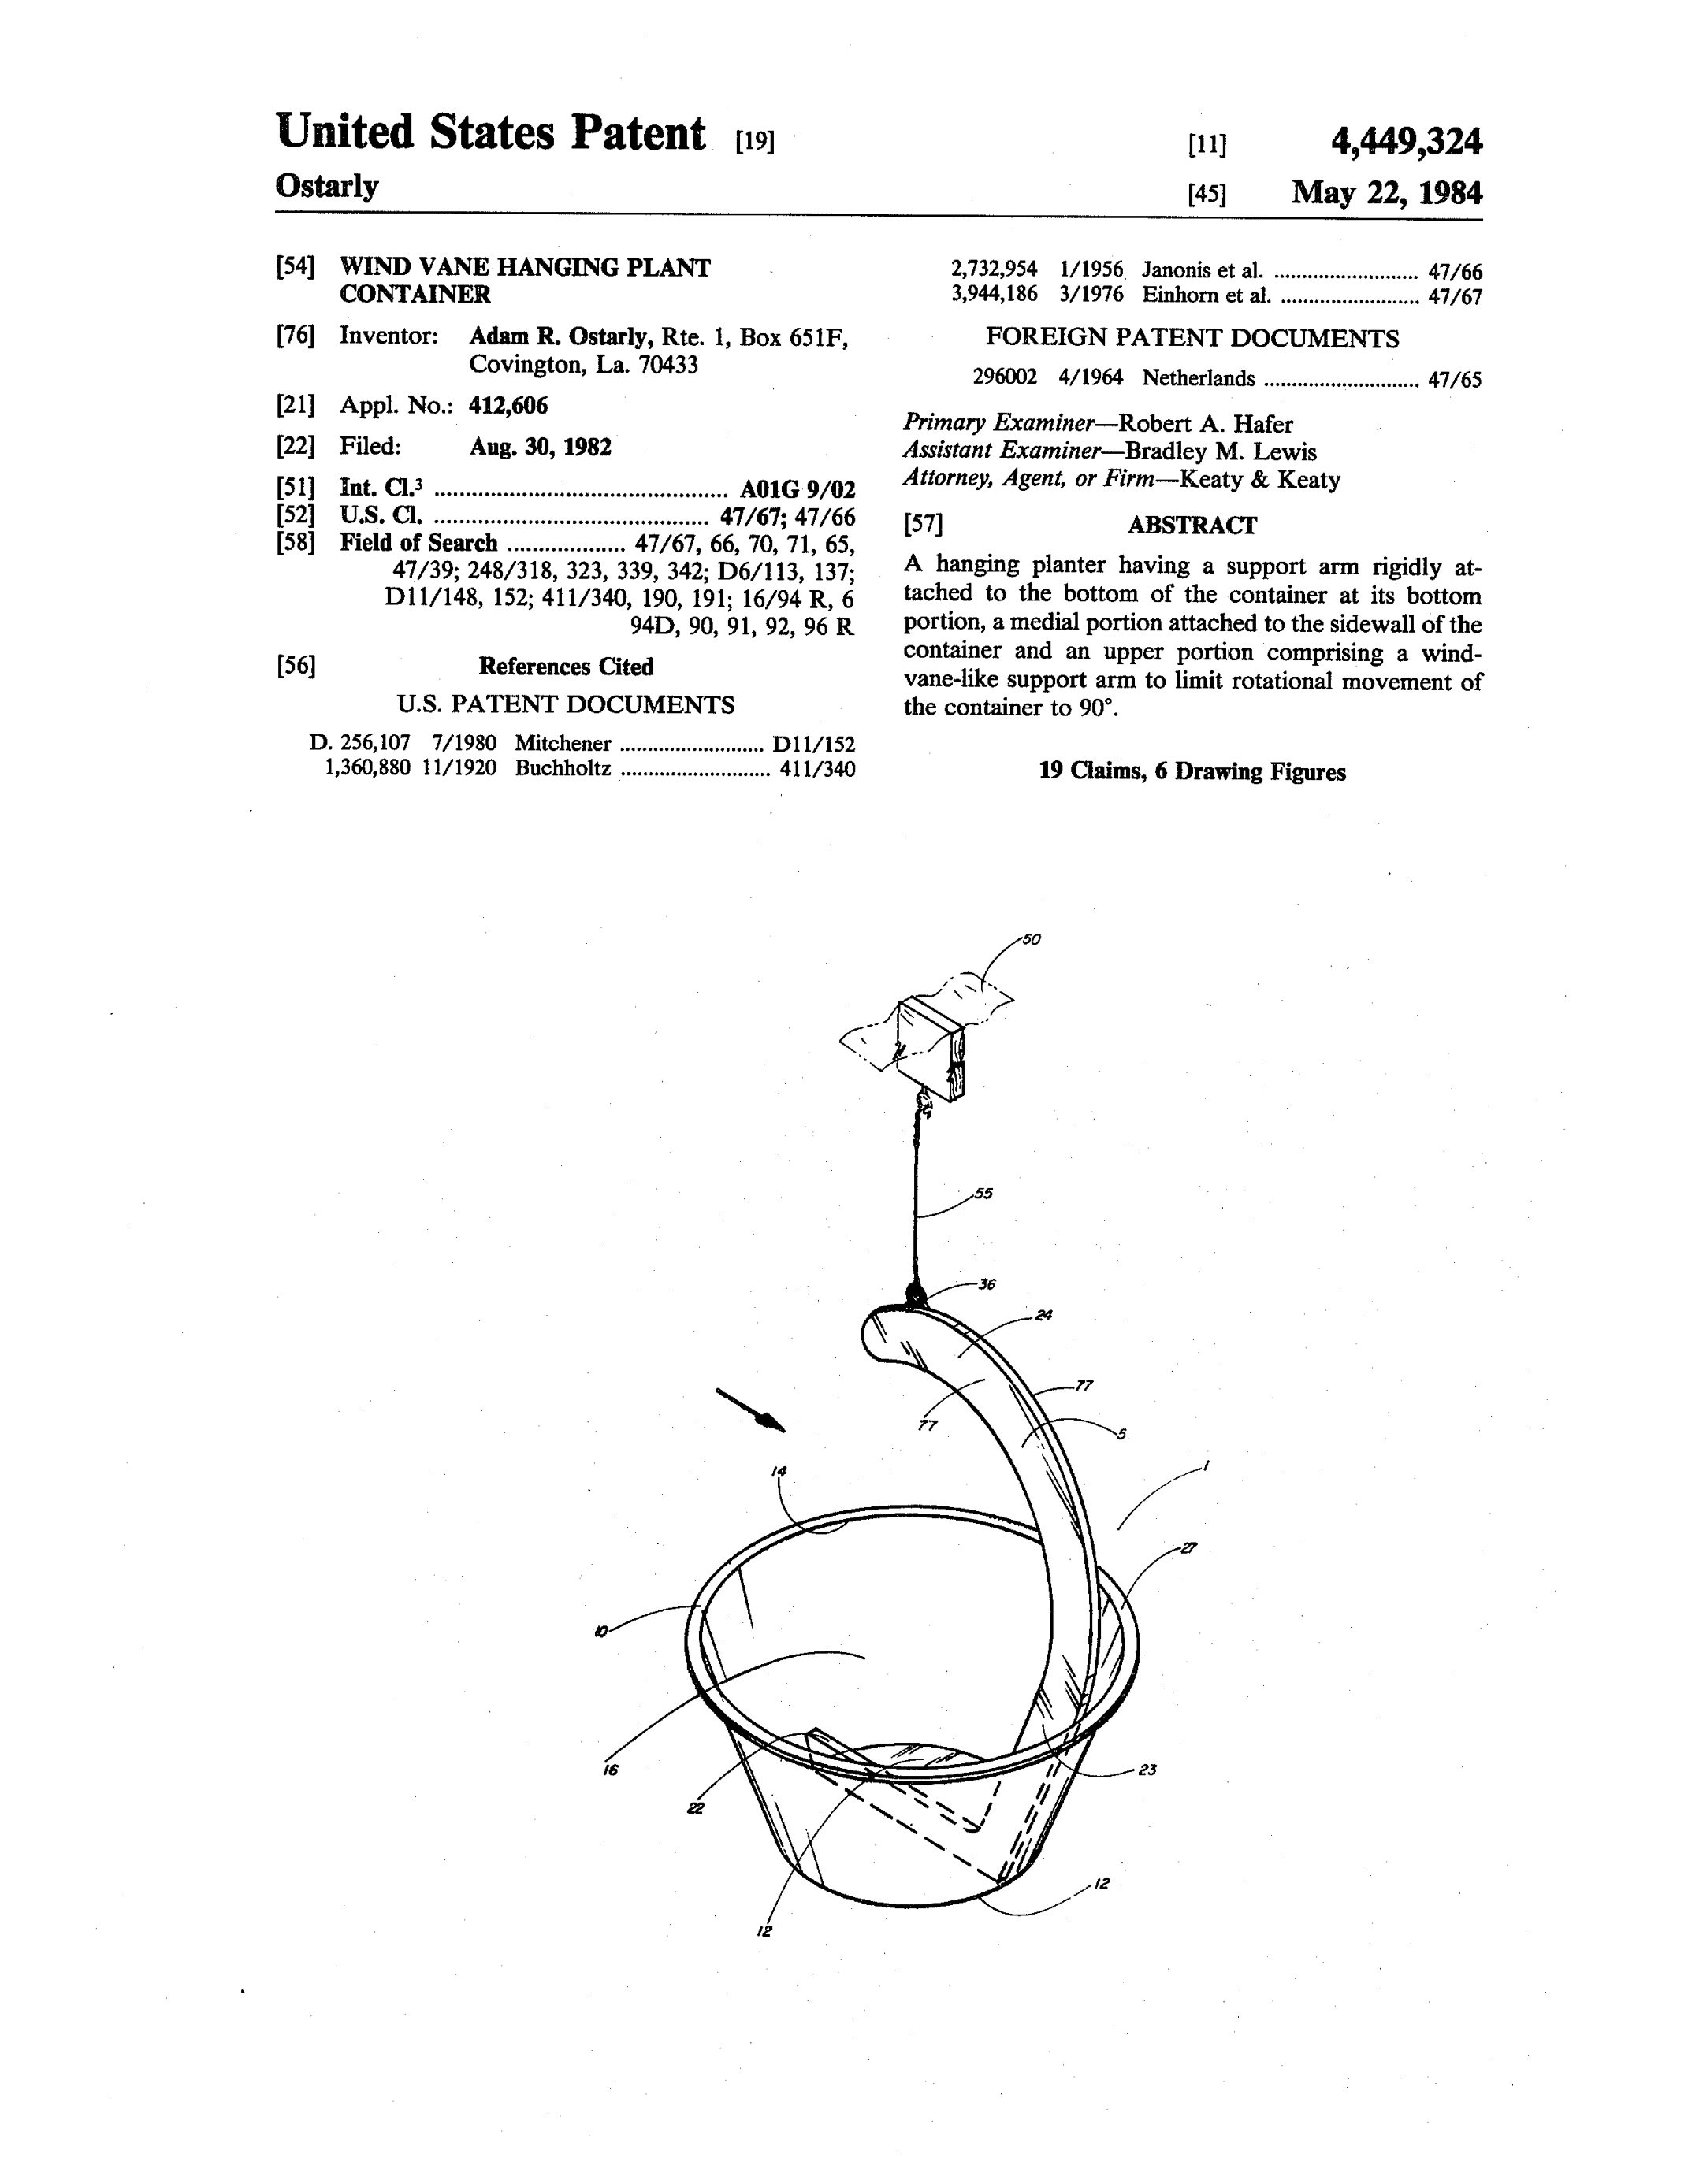 United States Patent [19]
Ostarly
[11] 4,449,324
[45] May 22, 1984
[54] WIND VANE HANGING PLANT
CONTAINER
[76] Inventor: Adam R. Ostarly, Rte. 1, Box 651F,
Covington, La. 70433
[21] Appl. No.: 412,606
[22] Filed: Aug. 30, 1982
[51] Int. Cl.³ ............................................ A01G 9/02
[52] U.S. Cl. .......................................... 47/67; 47/66
[58] Field of Search .................... 47/67, 66, 70, 71, 65,
47/39; 248/318, 323, 339, 342; D6/113, 137;
D11/148, 152; 411/340, 190, 191; 16/94 R, 6
94D, 90, 91, 92, 96 R
[56] References Cited
U.S. PATENT DOCUMENTS
D. 256,107 7/1980 Mitchener .......................... D11/152
1,360,880 11/1920 Buchholtz ........................... 411/340
2,732,954 1/1956 Janonis et al. .......................... 47/66
3,944,186 3/1976 Einhorn et al. ......................... 47/67
FOREIGN PATENT DOCUMENTS
296002 4/1964 Netherlands ............................ 47/65
Primary Examiner—Robert A. Hafer
Assistant Examiner—Bradley M. Lewis
Attorney, Agent, or Firm—Keaty & Keaty
[57] ABSTRACT
A hanging planter having a support arm rigidly at-
tached to the bottom of the container at its bottom
portion, a medial portion attached to the sidewall of the
container and an upper portion comprising a wind-
vane-like support arm to limit rotational movement of
the container to 90°.
19 Claims, 6 Drawing Figures
50
55
36
24
77
77
5
14
1
27
10
16
22
23
12
12